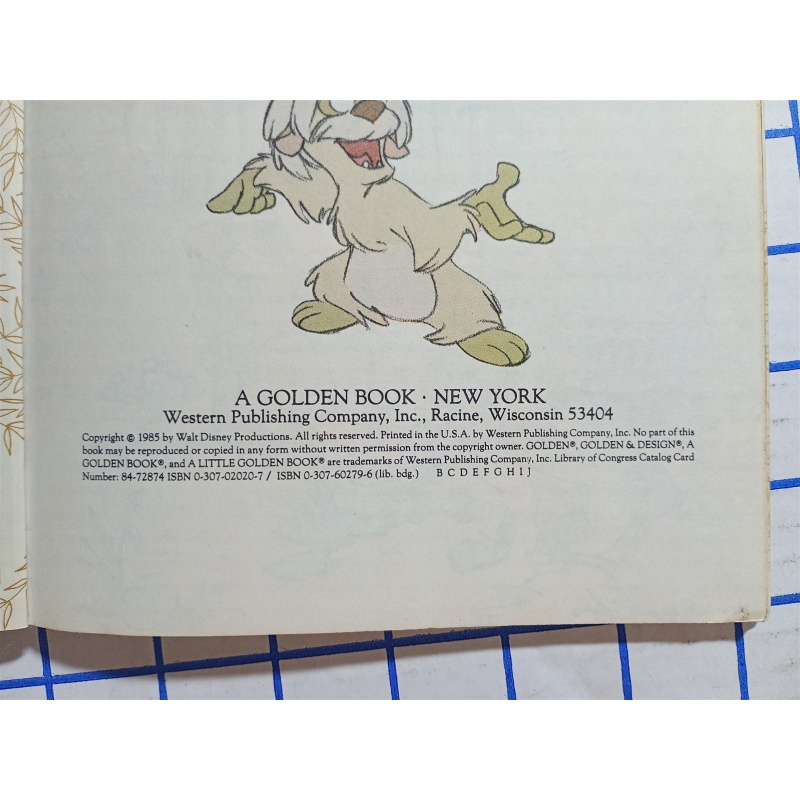 A GOLDEN BOOK · NEW YORK
Western Publishing Company, Inc., Racine, Wisconsin 53404
Copyright © 1985 by Walt Disney Productions. All rights reserved. Printed in the U.S.A. by Western Publishing Company, Inc. No part of this
book may be reproduced or copied in any form without written permission from the copyright owner. GOLDEN®, GOLDEN & DESIGN®, A
GOLDEN BOOK®, and A LITTLE GOLDEN BOOK® are trademarks of Western Publishing Company, Inc. Library of Congress Catalog Card
Number: 84-72874 ISBN 0-307-02020-7 / ISBN 0-307-60279-6 (lib. bdg.) B C D E F G H I J